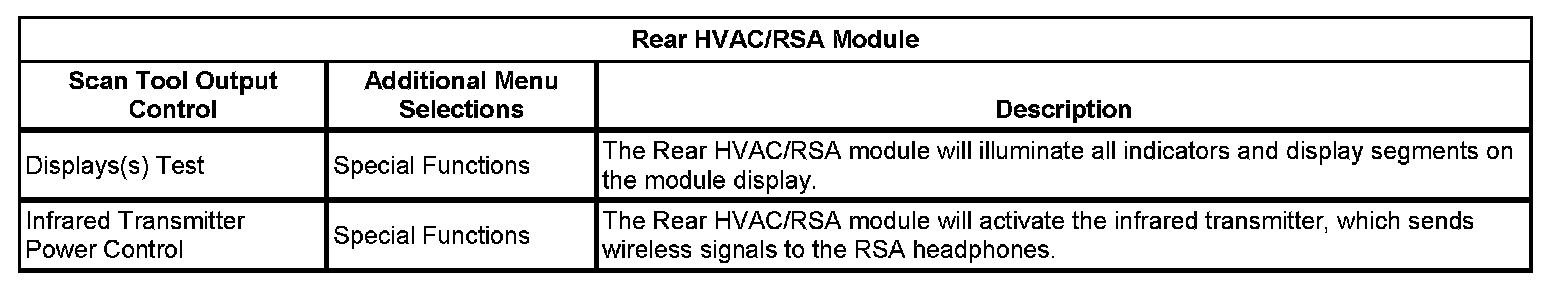 Rear HVAC/RSA Module
Scan Tool Output
Control
Additional Menu
Selections
Description
Displays(s) Test
Special Functions
The Rear HVAC/RSA module will illuminate all indicators and display segments on
the module display.
Infrared Transmitter
Power Control
Special Functions
The Rear HVAC/RSA module will activate the infrared transmitter, which sends
wireless signals to the RSA headphones.